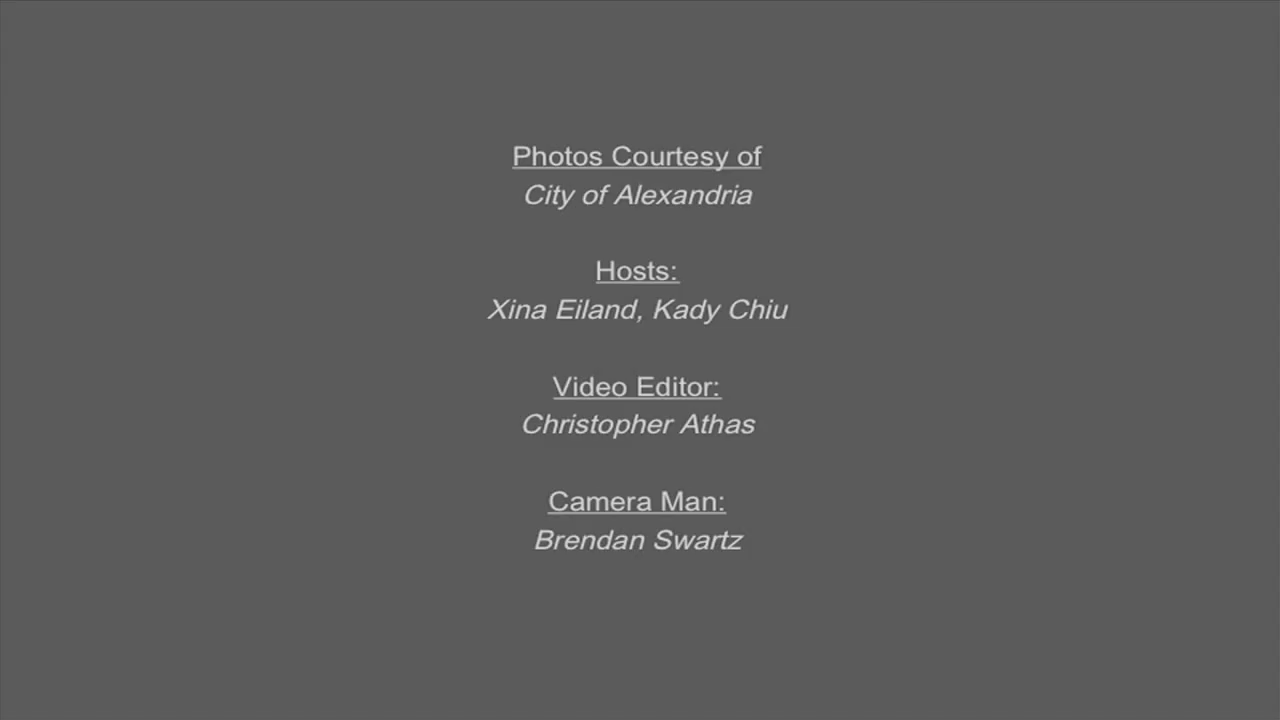 Photos Courtesy of
City of Alexandria
Hosts:
Xina Eiland, Kady Chiu
Video Editor:
Christopher Athas
Camera Man:
Brendan Swartz